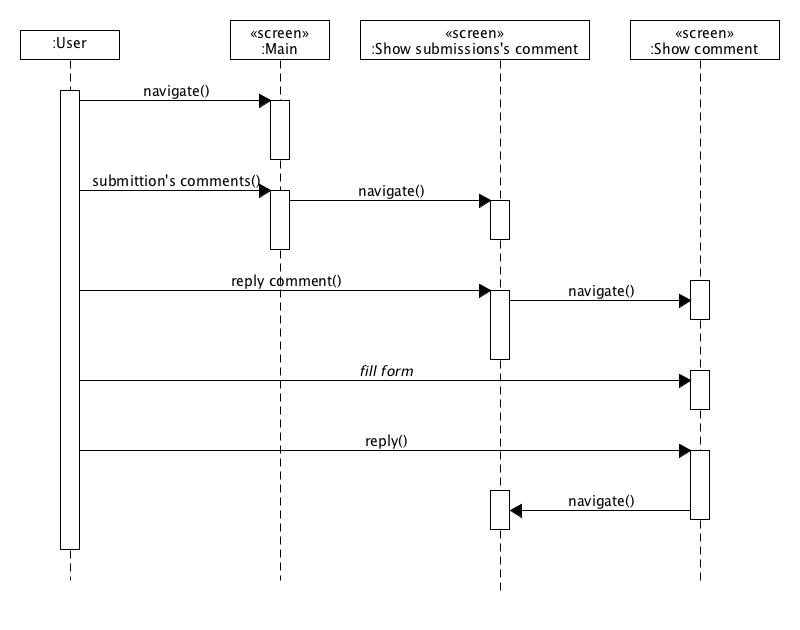 :User
«screen»
:Main
«screen»
:Show submissions's comment
«screen»
:Show comment
navigate()
submittion's comments()
navigate()
reply comment()
navigate()
fill form
reply()
navigate()